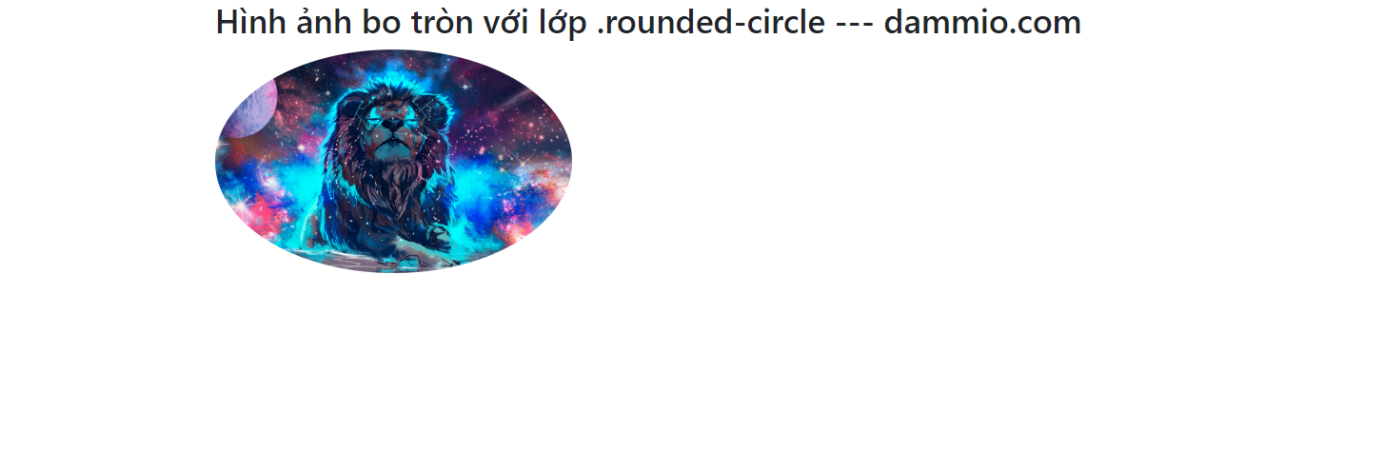 Hình ảnh bo tròn với lớp .rounded-circle --- dammio.com